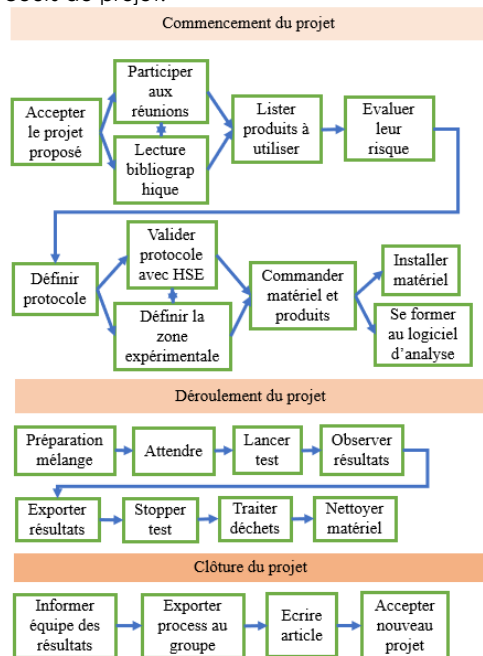 Commencement du projet
Participer
aux
réunions
Accepter
le projet
proposé
Lecture
bibliograp
hique
Lister
produits à
utiliser
Evaluer
leur
risque
Définir
protocole
Valider
protocole
avec HSE
Définir la
zone
expérimentale
Commander
matériel et
produits
Installer
matériel
Se former
au logiciel
d’analyse
Déroulement du projet
Préparation
mélange
Attendre
Lancer
test
Observer
résultats
Exporter
résultats
Stopper
test
Traiter
déchets
Nettoyer
matériel
Clôture du projet
Informer
équipe des
résultats
Exporter
process au
groupe
Ecrire
article
Accepter
nouveau
projet